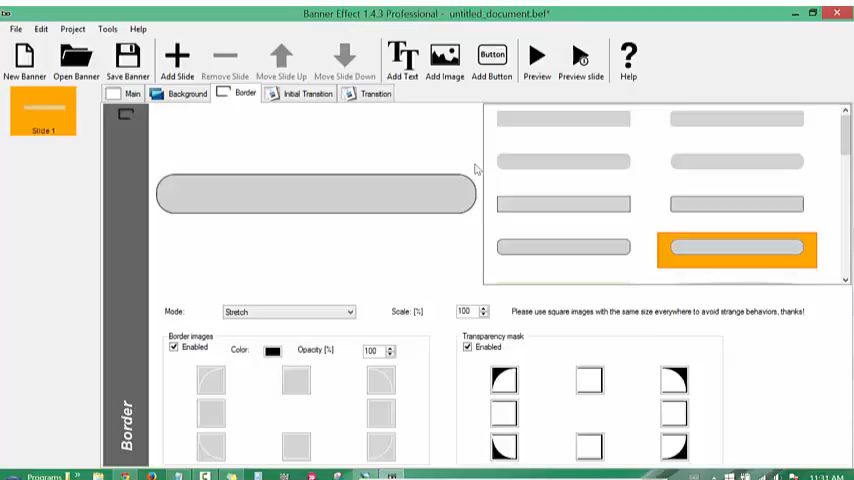 Banner Effect 1.4.3 Professional - untitled_document.bef*
File Edit Project Tools Help
New Banner Open Banner Save Banner Add Slide Remove Slide Move Slide Up Move Slide Down TT Add Text Add Image Button Add Button Preview Preview slide Help
Main Background Border Initial Transition Transition
Slide 1
Mode: Stretch Scale: [%] 100 Please use square images with the same size everywhere to avoid strange behaviors, thanks!
Border images Transparency mask
Enabled Color: Opacity [%] 100 Enabled
Border
Programs 11:31 AM